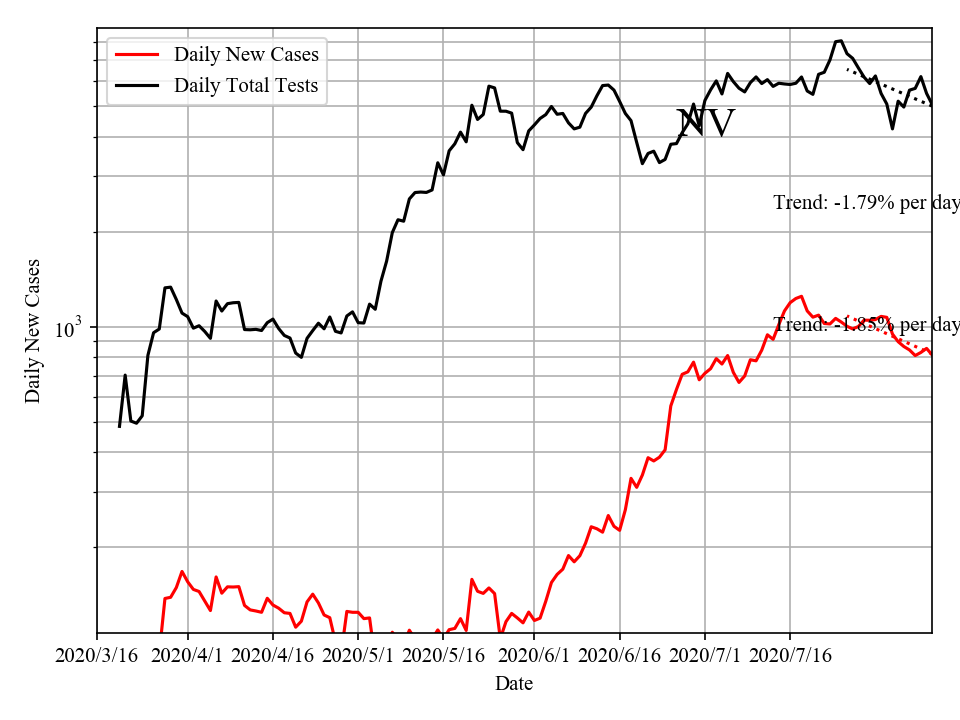 Daily New Cases
Daily Total Tests
NV
Trend: -1.79% per day
Trend: -1.85% per day
10^3
Daily New Cases
2020/3/16 2020/4/1 2020/4/16 2020/5/1 2020/5/16 2020/6/1 2020/6/16 2020/7/1 2020/7/16
Date